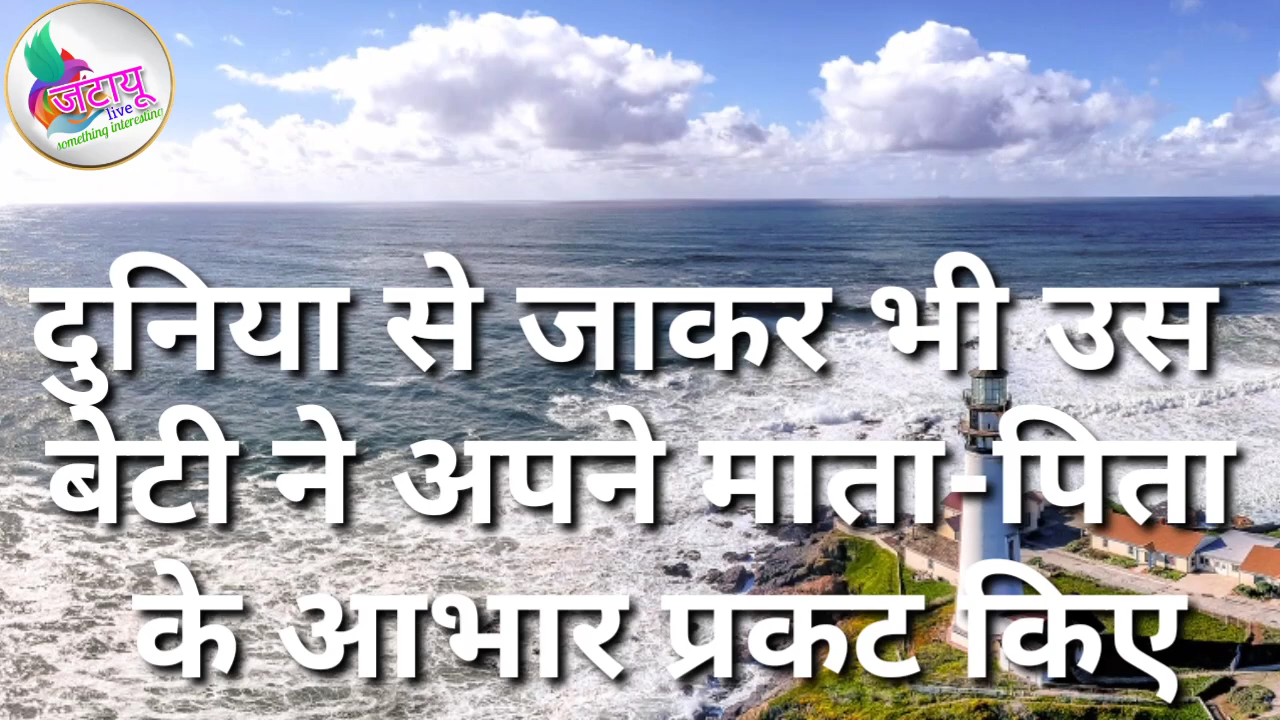 जटायू
live
something interesting
दुनिया से जाकर भी उस
बेटी ने अपने माता-पिता
के आभार प्रकट किए